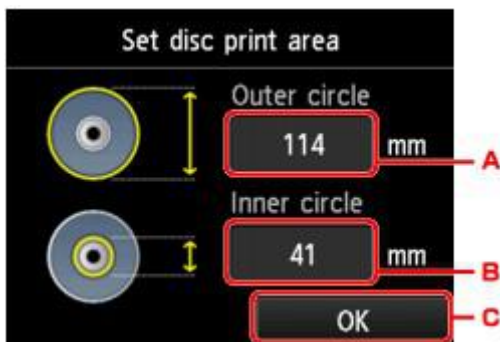 Set disc print area
Outer circle
114 mm
A
Inner circle
41 mm
B
OK
C